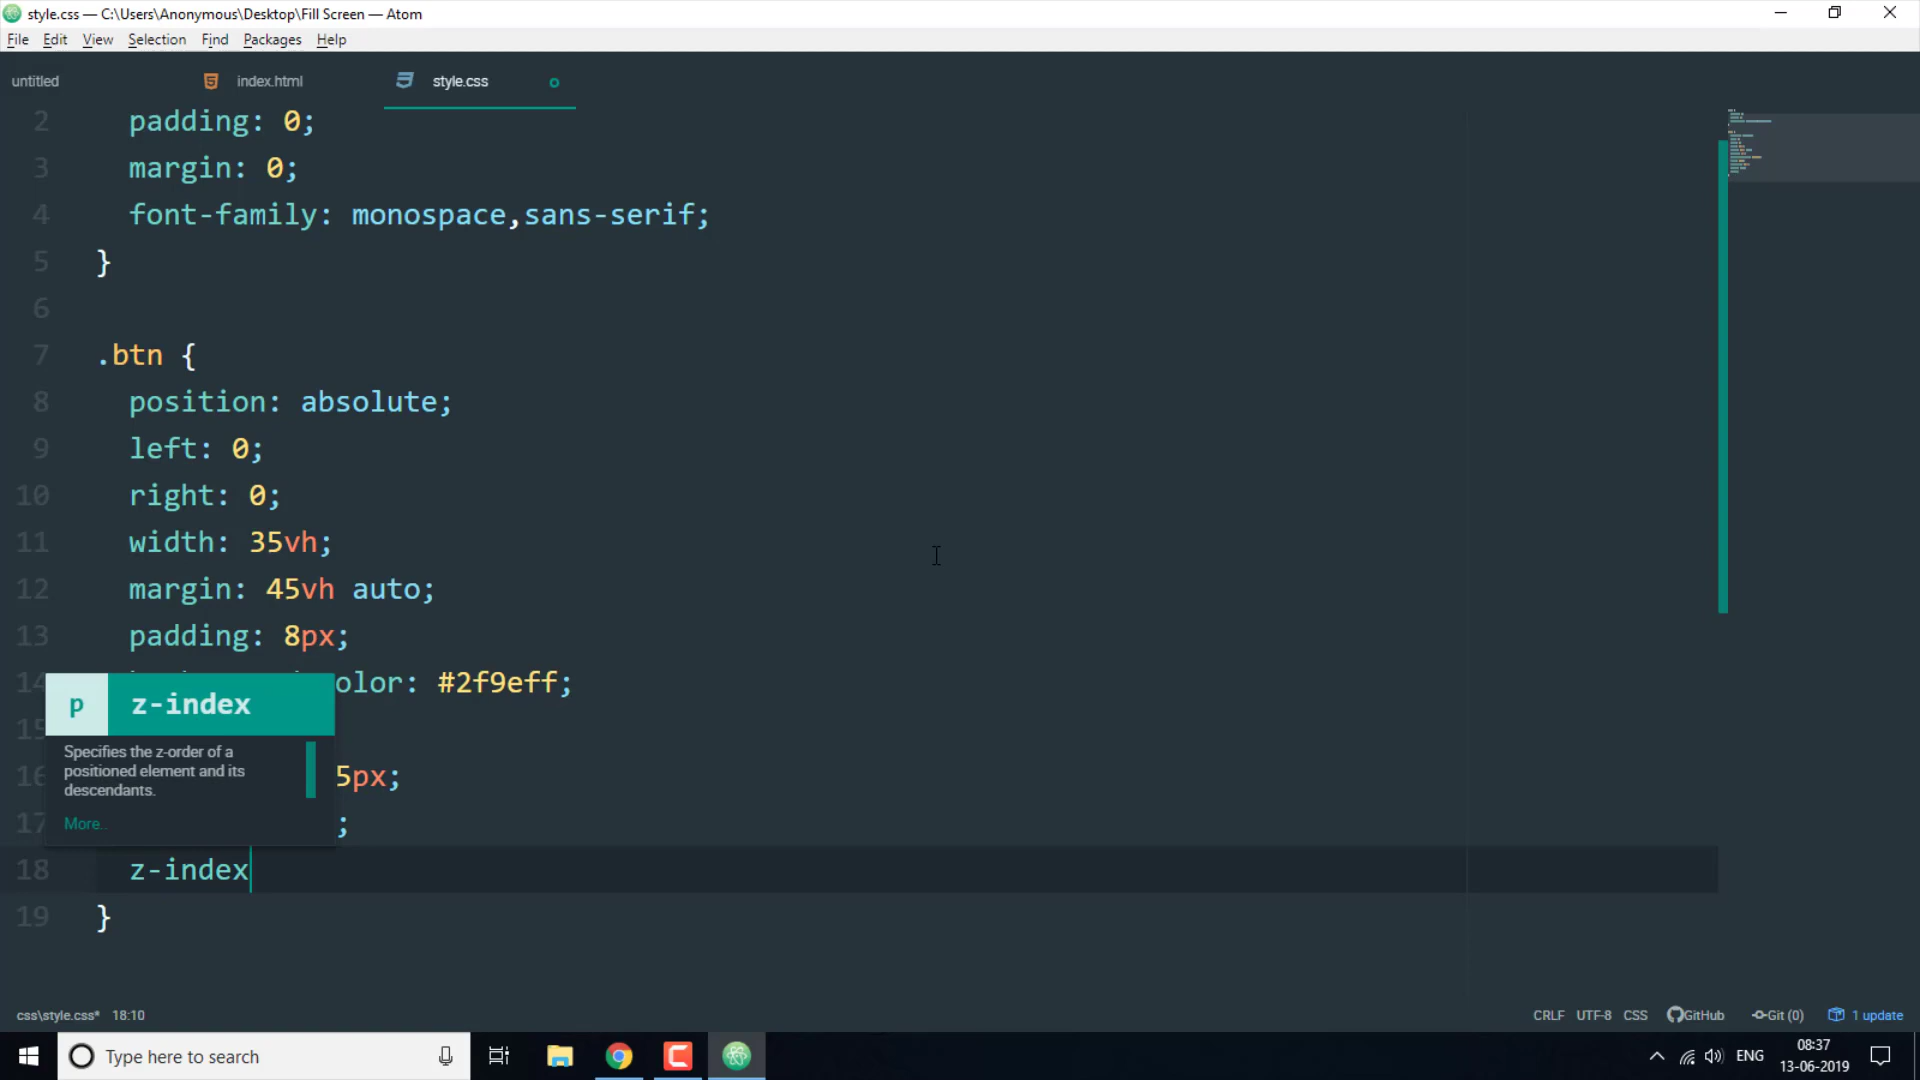 style.css — C:\Users\Anonymous\Desktop\Fill Screen — Atom
File Edit View Selection Find Packages Help
untitled index.html style.css
2 padding: 0;
3 margin: 0;
4 font-family: monospace,sans-serif;
5 }
6
7 .btn {
8 position: absolute;
9 left: 0;
10 right: 0;
11 width: 35vh;
12 margin: 45vh auto;
13 padding: 8px;
14 olor: #2f9eff;
p z-index
15
Specifies the z-order of a
positioned element and its
descendants.
16 5px;
More..
17 ;
18 z-index
19 }
css\style.css* 18:10 CRLF UTF-8 CSS GitHub Git (0) 1 update
Type here to search ENG 08:37
13-06-2019